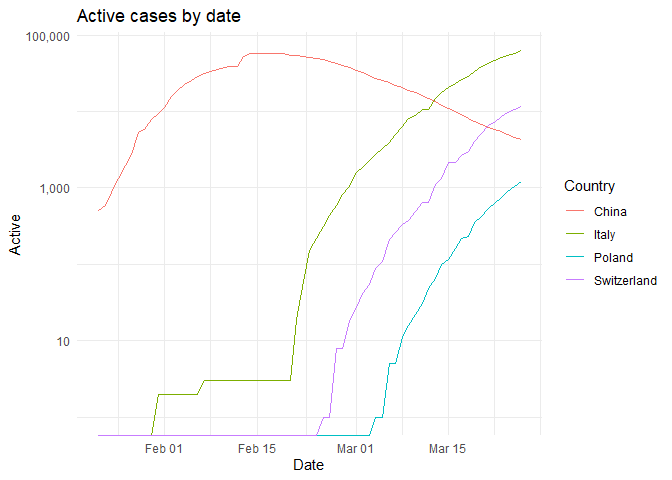 Active cases by date
100,000
1,000
10
Active
Feb 01
Feb 15
Mar 01
Mar 15
Date
Country
China
Italy
Poland
Switzerland